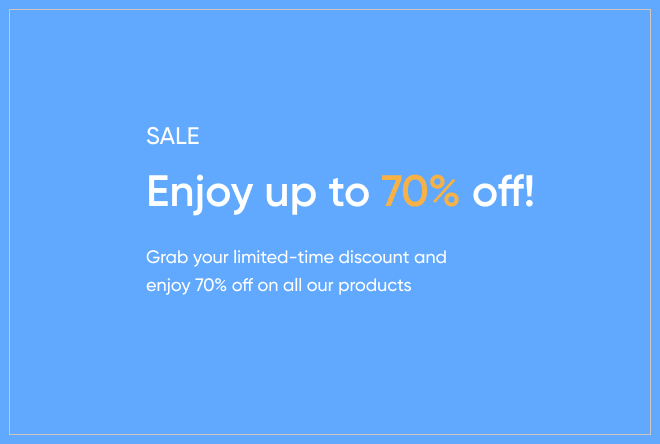 SALE
Enjoy up to 70% off!
Grab your limited-time discount and
enjoy 70% off on all our products